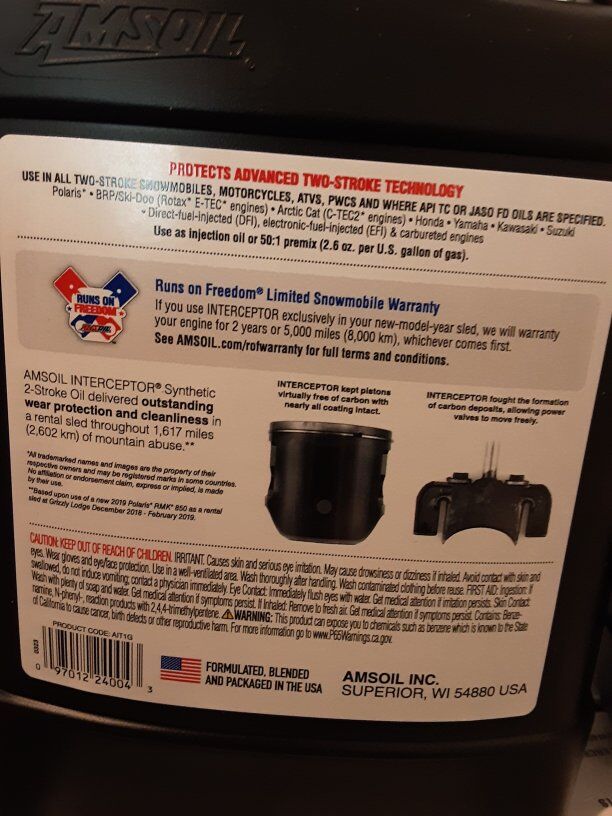 AMSOIL
PROTECTS ADVANCED TWO-STROKE TECHNOLOGY
USE IN ALL TWO-STROKE SNOWMOBILES, MOTORCYCLES, ATVS, PWCS AND WHERE API TC OR JASO FD OILS ARE SPECIFIED.
Polaris* • BRP/Ski-Doo (Rotax* E-TEC* engines) • Arctic Cat (C-TEC2* engines) • Honda • Yamaha • Kawasaki • Suzuki
• Direct-fuel-injected (DFI), electronic-fuel-injected (EFI) & carbureted engines
Use as injection oil or 50:1 premix (2.6 oz. per U.S. gallon of gas).
RUNS ON
FREEDOM
AMSOIL
Runs on Freedom® Limited Snowmobile Warranty
If you use INTERCEPTOR exclusively in your new-model-year sled, we will warranty
your engine for 2 years or 5,000 miles (8,000 km), whichever comes first.
See AMSOIL.com/rofwarranty for full terms and conditions.
AMSOIL INTERCEPTOR® Synthetic
2-Stroke Oil delivered outstanding
wear protection and cleanliness in
a rental sled throughout 1,617 miles
(2,602 km) of mountain abuse.**
*All trademarked names and images are the property of their
respective owners and may be registered marks in some countries.
No affiliation or endorsement claim, express or implied, is made
by their use.
**Based upon use of a new 2019 Polaris* RMK* 850 as a rental
sled at Grizzly Lodge December 2018 - February 2019.
INTERCEPTOR kept pistons
virtually free of carbon with
nearly all coating intact.
INTERCEPTOR fought the formation
of carbon deposits, allowing power
valves to move freely.
CAUTION: KEEP OUT OF REACH OF CHILDREN. IRRITANT. Causes skin and serious eye irritation. May cause drowsiness or dizziness if inhaled. Avoid contact with skin and
eyes. Wear gloves and eye/face protection. Use in a well-ventilated area. Wash thoroughly after handling. Wash contaminated clothing before reuse. FIRST AID: Ingestion: If
swallowed, do not induce vomiting; contact a physician immediately. Eye Contact: Immediately flush eyes with water. Get medical attention if irritation persists. Skin Contact:
Wash with plenty of soap and water. Get medical attention if symptoms persist. If Inhaled: Remove to fresh air. Get medical attention if symptoms persist. Contains: Benze-
namine, N-phenyl-, reaction products with 2,4,4-trimethylpentene. ⚠WARNING: This product can expose you to chemicals such as benzene which is known to the State
of California to cause cancer, birth defects or other reproductive harm. For more information go to www.P65Warnings.ca.gov.
PRODUCT CODE: AIT1G
0323
0 97012 24004 3
FORMULATED, BLENDED
AND PACKAGED IN THE USA
AMSOIL INC.
SUPERIOR, WI 54880 USA